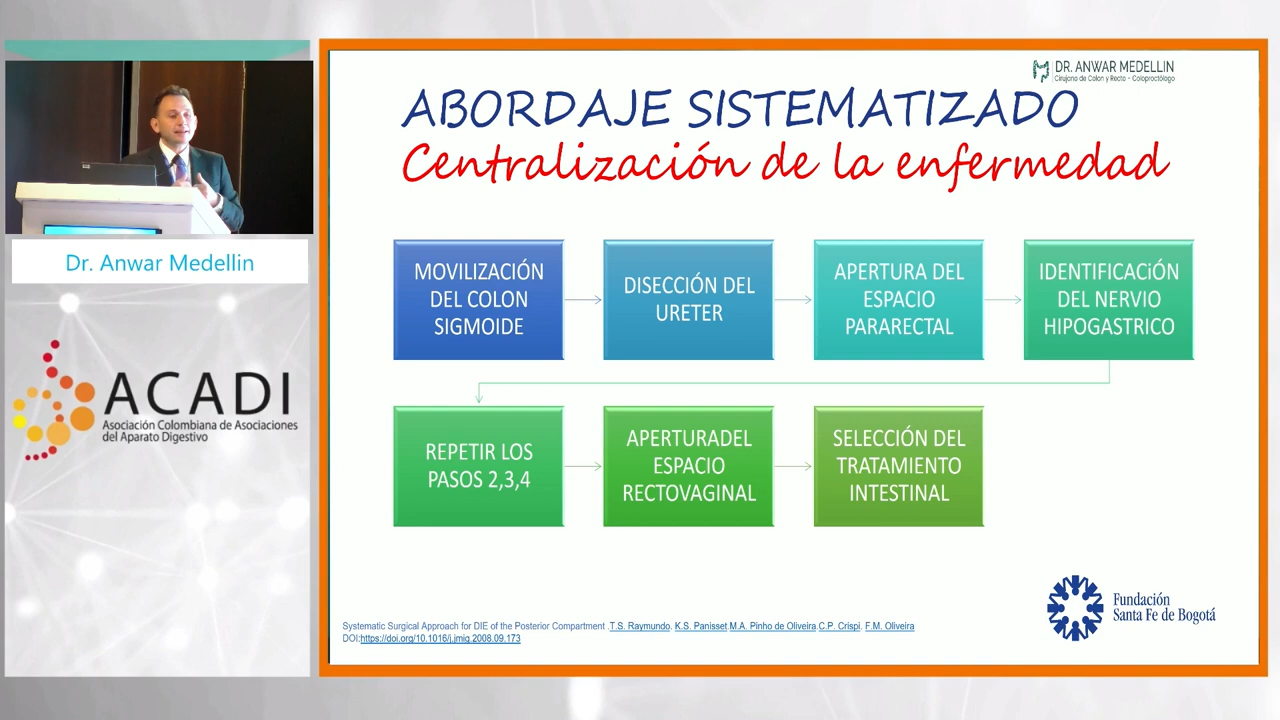 DR. ANWAR MEDELLIN
Cirujano de Colon y Recto - Coloproctólogo
ABORDAJE SISTEMATIZADO
Centralización de la enfermedad
Dr. Anwar Medellin
MOVILIZACIÓN
DEL COLON
SIGMOIDE
DISECCIÓN DEL
URETER
APERTURA DEL
ESPACIO
PARARECTAL
IDENTIFICACIÓN
DEL NERVIO
HIPOGASTRICO
REPETIR LOS
PASOS 2,3,4
APERTURADEL
ESPACIO
RECTOVAGINAL
SELECCIÓN DEL
TRATAMIENTO
INTESTINAL
ACADI
Asociación Colombiana de Asociaciones
del Aparato Digestivo
Fundación
Santa Fe de Bogotá
Systematic Surgical Approach for DIE of the Posterior Compartment .T.S. Raymundo. K.S. Panisset.M.A. Pinho de Oliveira.C.P. Crispi. F.M. Oliveira
DOI:https://doi.org/10.1016/j.jmig.2008.09.173